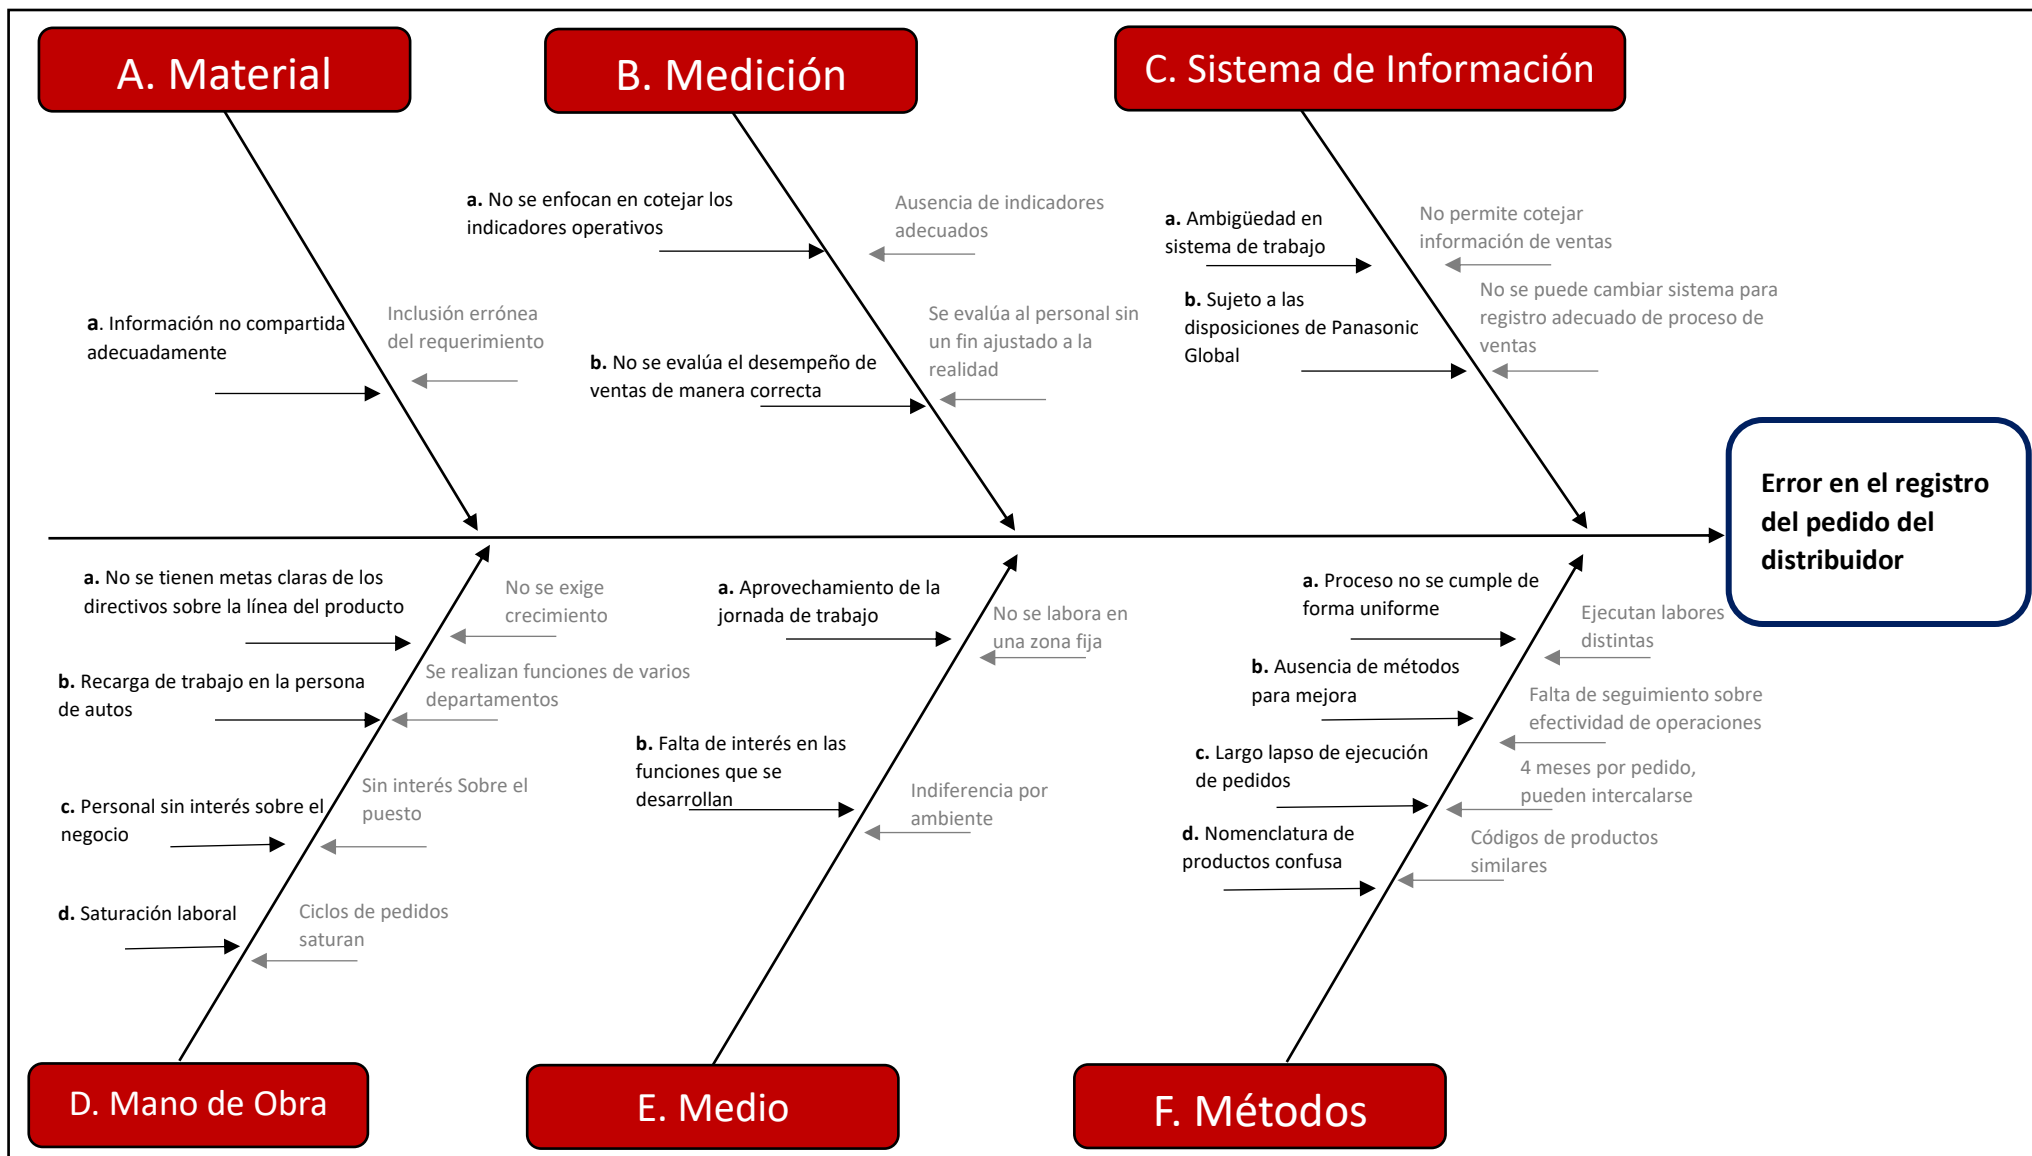 A. Material
B. Medición
C. Sistema de Información
a. No se enfocan en cotejar los
indicadores operativos
Ausencia de indicadores
adecuados
a. Ambigüedad en
sistema de trabajo
No permite cotejar
información de ventas
a. Información no compartida
adecuadamente
Inclusión errónea
del requerimiento
b. No se evalúa el desempeño de
ventas de manera correcta
Se evalúa al personal sin
un fin ajustado a la
realidad
b. Sujeto a las
disposiciones de Panasonic
Global
No se puede cambiar sistema para
registro adecuado de proceso de
ventas
Error en el registro
del pedido del
distribuidor
a. No se tienen metas claras de los
directivos sobre la línea del producto
No se exige
crecimiento
b. Recarga de trabajo en la persona
de autos
Se realizan funciones de varios
departamentos
c. Personal sin interés sobre el
negocio
Sin interés Sobre el
puesto
d. Saturación laboral
Ciclos de pedidos
saturan
a. Aprovechamiento de la
jornada de trabajo
No se labora en
una zona fija
b. Falta de interés en las
funciones que se
desarrollan
Indiferencia por
ambiente
a. Proceso no se cumple de
forma uniforme
Ejecutan labores
distintas
b. Ausencia de métodos
para mejora
Falta de seguimiento sobre
efectividad de operaciones
c. Largo lapso de ejecución
de pedidos
4 meses por pedido,
pueden intercalarse
d. Nomenclatura de
productos confusa
Códigos de productos
similares
D. Mano de Obra
E. Medio
F. Métodos